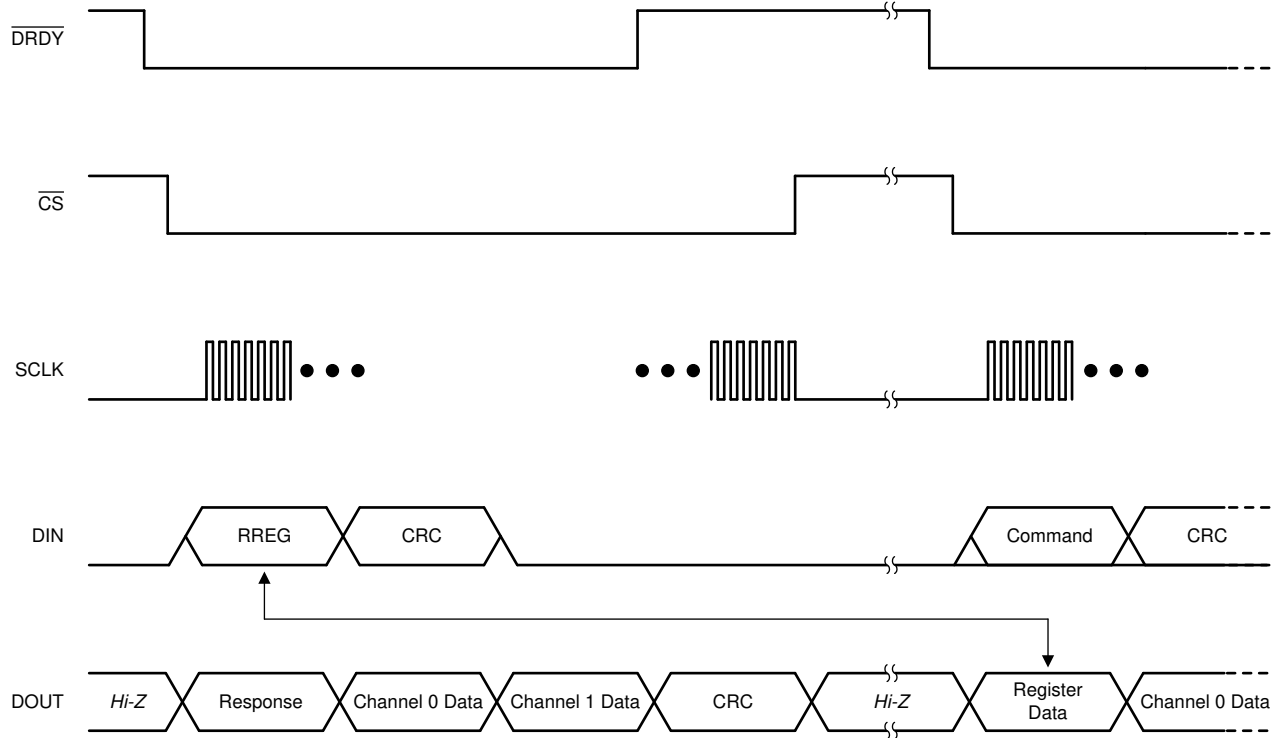 DRDY
CS
SCLK
DIN
RREG
CRC
Command
CRC
DOUT
Hi-Z
Response
Channel 0 Data
Channel 1 Data
CRC
Hi-Z
Register
Data
Channel 0 Data